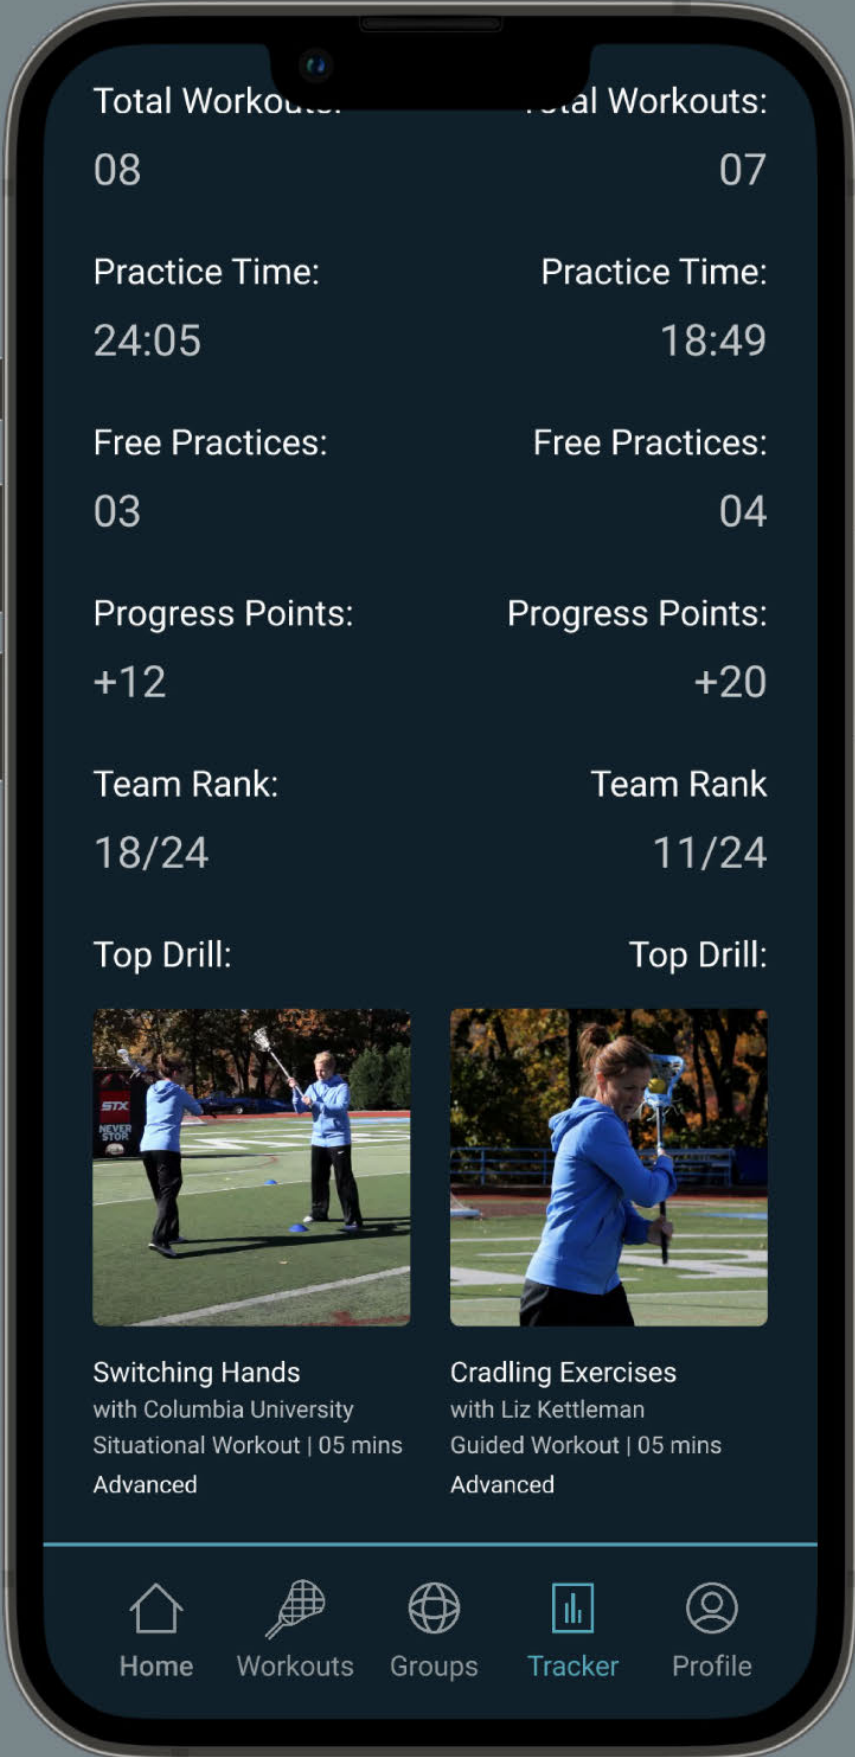 Total Workouts: Total Workouts:
08 07
Practice Time: Practice Time:
24:05 18:49
Free Practices: Free Practices:
03 04
Progress Points: Progress Points:
+12 +20
Team Rank: Team Rank
18/24 11/24
Top Drill: Top Drill:
STX
NEVER
STOP
Switching Hands
with Columbia University
Situational Workout | 05 mins
Advanced
Cradling Exercises
with Liz Kettleman
Guided Workout | 05 mins
Advanced
Home Workouts Groups Tracker Profile